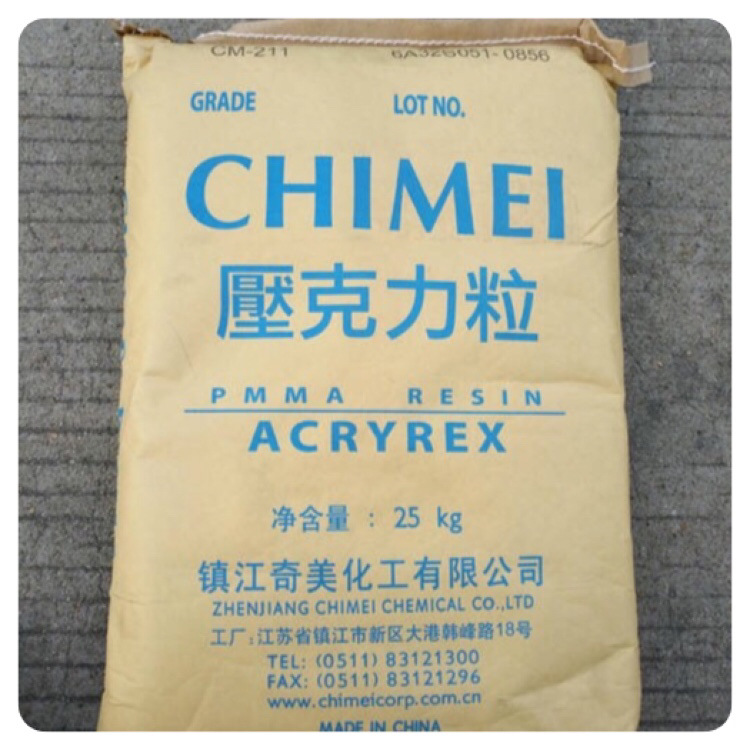 CM-211 6A32B051-0856
GRADE LOT NO.
CHIMEI
壓克力粒
PMMA RESIN
ACRYREX
净含量 : 25 kg
镇江奇美化工有限公司
ZHENJIANG CHIMEI CHEMICAL CO.,LTD
工厂:江苏省镇江市新区大港韩峰路18号
TEL: (0511) 83121300
FAX: (0511) 83121296
www.chimeicorp.com.cn
MADE IN CHINA